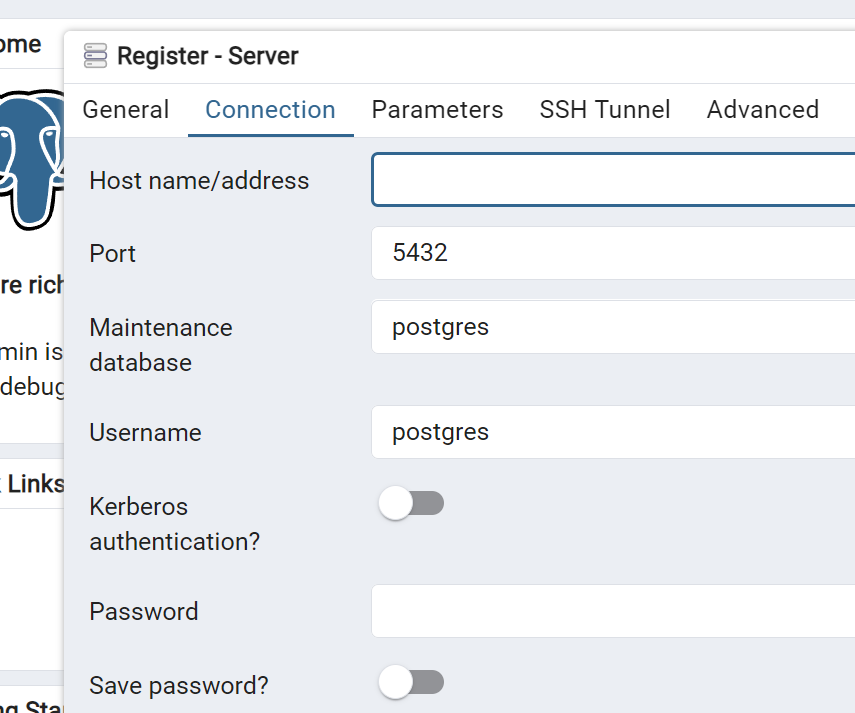 ome
Register - Server
General Connection Parameters SSH Tunnel Advanced
Host name/address
Port 5432
re rich
Maintenance postgres
database
min is
debug
Username postgres
Links
Kerberos
authentication?
Password
Save password?
ng Sta